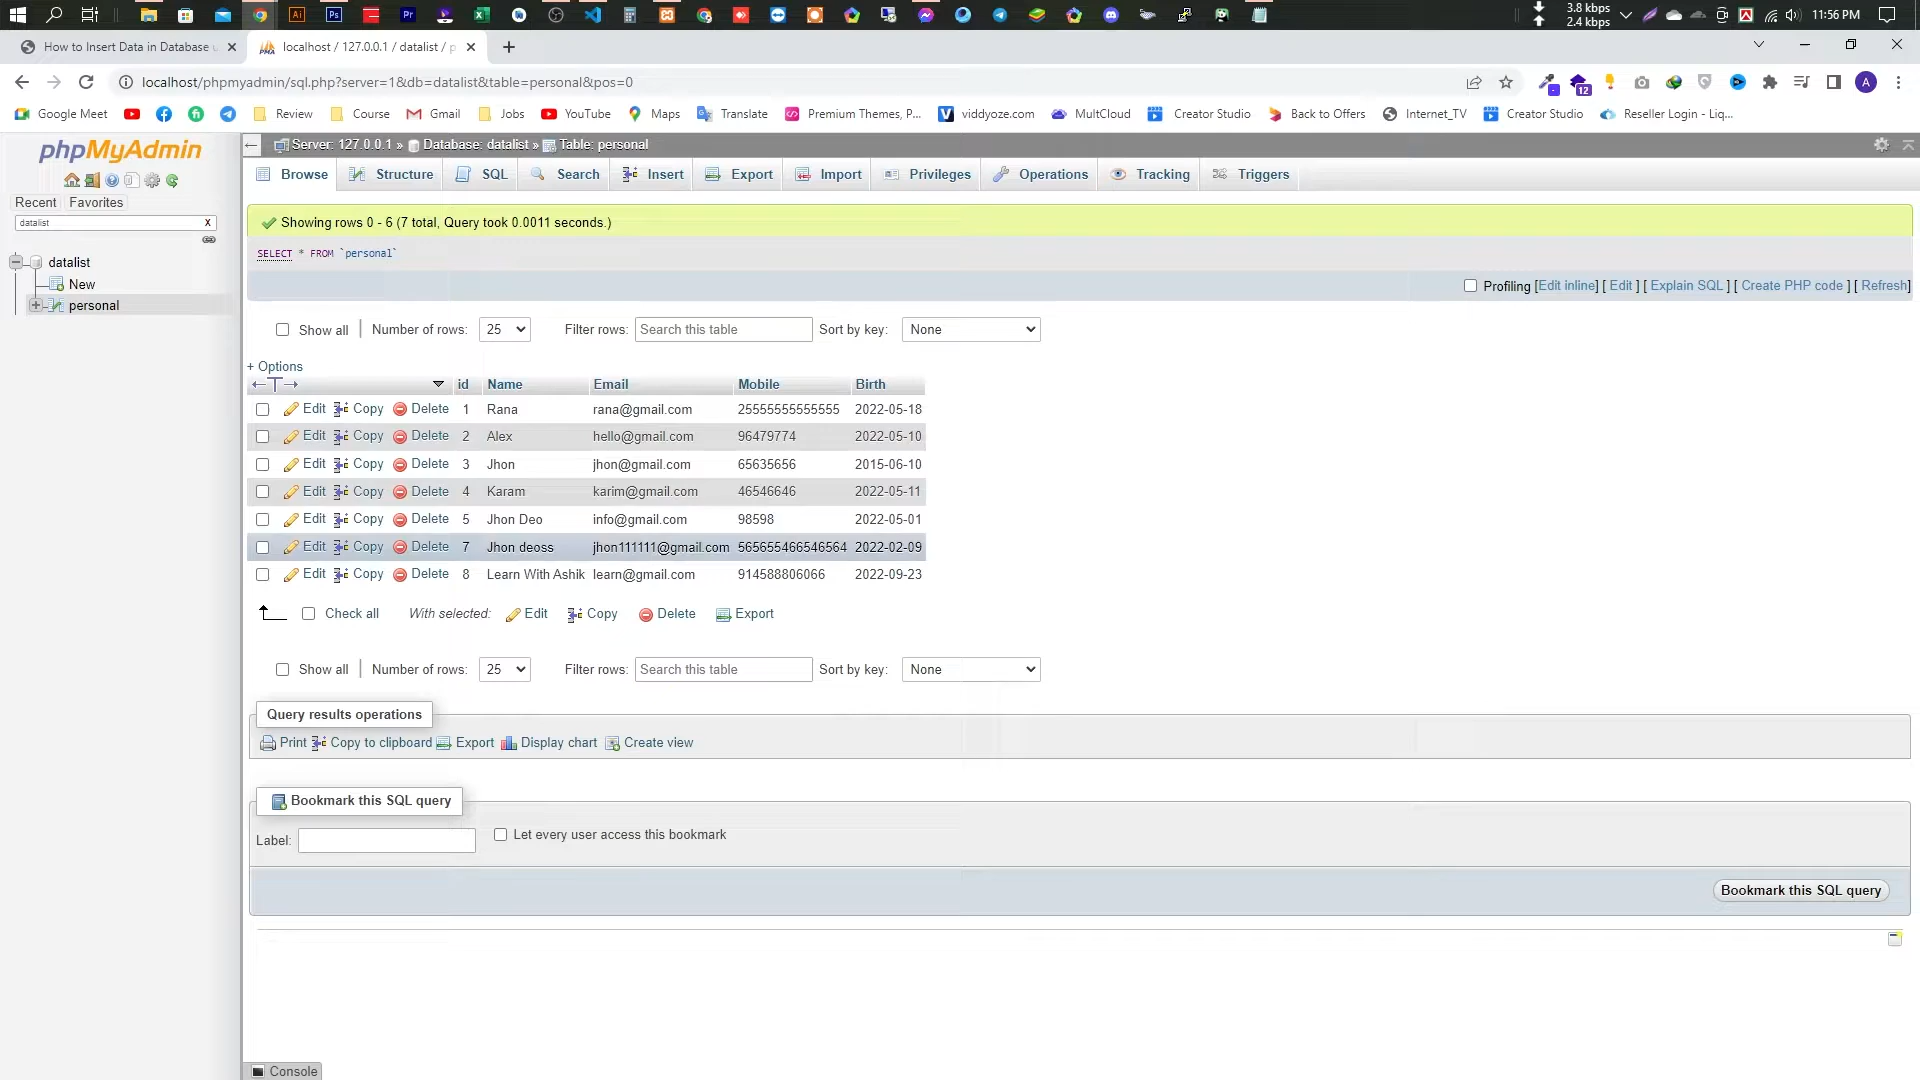 3.8 kbps
2.4 kbps
11:56 PM
How to Insert Data in Database
localhost / 127.0.0.1 / datalist / p
localhost/phpmyadmin/sql.php?server=1&db=datalist&table=personal&pos=0
12
A
Google Meet Review Course Gmail Jobs YouTube Maps Translate Premium Themes, P... viddyoze.com MultCloud Creator Studio Back to Offers Internet_TV Creator Studio Reseller Login - Liq...
phpMyAdmin
Recent Favorites
datalist X
datalist
New
personal
Server: 127.0.0.1 » Database: datalist » Table: personal
Browse Structure SQL Search Insert Export Import Privileges Operations Tracking Triggers
Showing rows 0 - 6 (7 total, Query took 0.0011 seconds.)
SELECT * FROM `personal`
Profiling [Edit inline] [ Edit ] [ Explain SQL ] [ Create PHP code ] [ Refresh]
Show all Number of rows: 25 Filter rows: Search this table Sort by key: None
+ Options
←T→ id Name Email Mobile Birth
Edit Copy Delete 1 Rana rana@gmail.com 25555555555555 2022-05-18
Edit Copy Delete 2 Alex hello@gmail.com 96479774 2022-05-10
Edit Copy Delete 3 Jhon jhon@gmail.com 65635656 2015-06-10
Edit Copy Delete 4 Karam karim@gmail.com 46546646 2022-05-11
Edit Copy Delete 5 Jhon Deo info@gmail.com 98598 2022-05-01
Edit Copy Delete 7 Jhon deoss jhon111111@gmail.com 565655466546564 2022-02-09
Edit Copy Delete 8 Learn With Ashik learn@gmail.com 914588806066 2022-09-23
Check all With selected: Edit Copy Delete Export
Show all Number of rows: 25 Filter rows: Search this table Sort by key: None
Query results operations
Print Copy to clipboard Export Display chart Create view
Bookmark this SQL query
Label: Let every user access this bookmark
Bookmark this SQL query
Console